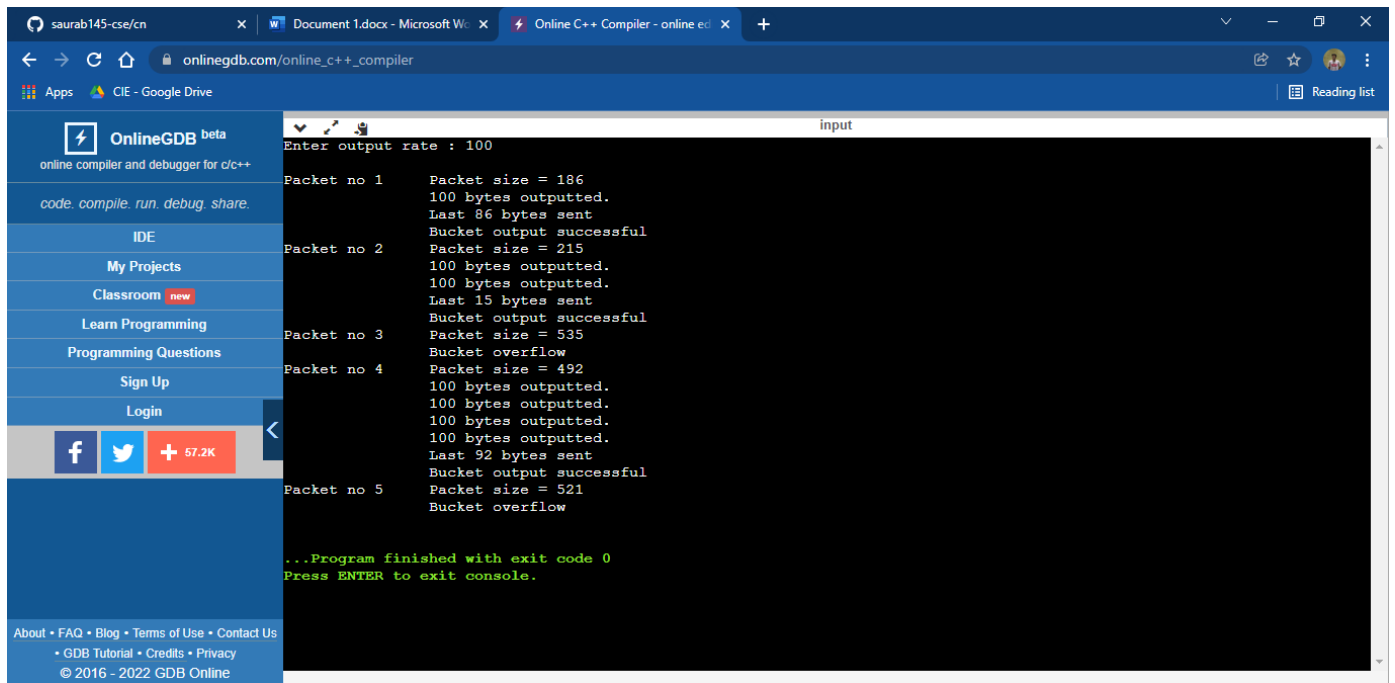 saurab145-cse/cn
Document 1.docx - Microsoft Wo
Online C++ Compiler - online ed
onlinegdb.com/online_c++_compiler
Apps
CIE - Google Drive
Reading list
OnlineGDB beta
online compiler and debugger for c/c++
code. compile. run. debug. share.
IDE
My Projects
Classroom new
Learn Programming
Programming Questions
Sign Up
Login
f
57.2K
About • FAQ • Blog • Terms of Use • Contact Us
• GDB Tutorial • Credits • Privacy
© 2016 - 2022 GDB Online
input
Enter output rate : 100
Packet no 1 Packet size = 186
100 bytes outputted.
Last 86 bytes sent
Bucket output successful
Packet no 2 Packet size = 215
100 bytes outputted.
100 bytes outputted.
Last 15 bytes sent
Bucket output successful
Packet no 3 Packet size = 535
Bucket overflow
Packet no 4 Packet size = 492
100 bytes outputted.
100 bytes outputted.
100 bytes outputted.
100 bytes outputted.
Last 92 bytes sent
Bucket output successful
Packet no 5 Packet size = 521
Bucket overflow
...Program finished with exit code 0
Press ENTER to exit console.